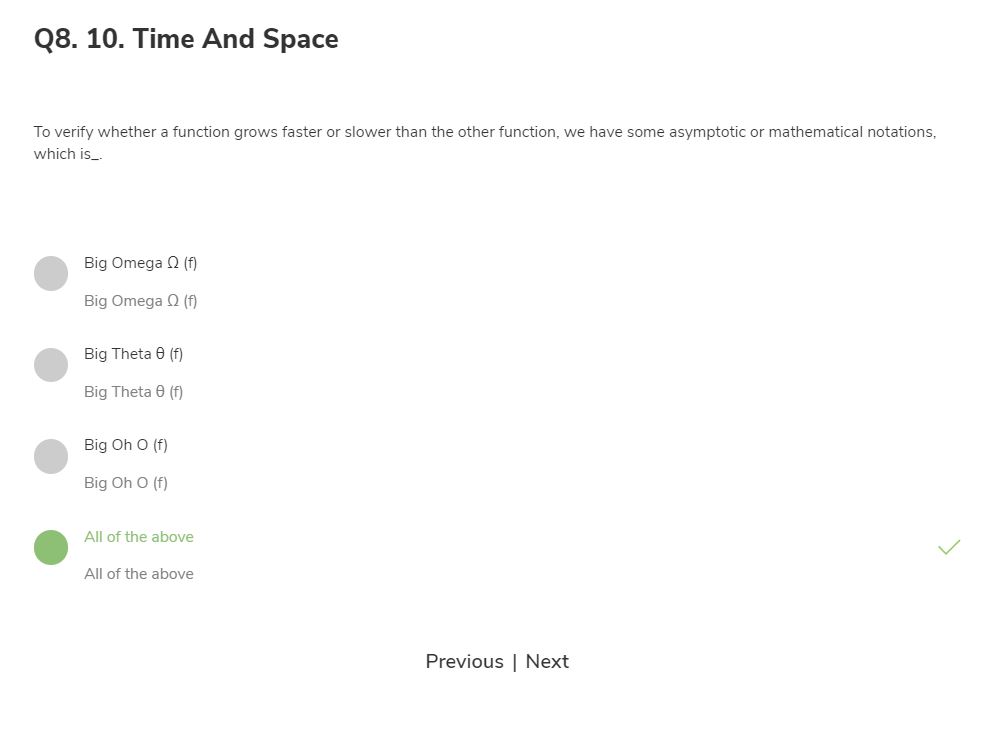 Q8. 10. Time And Space
To verify whether a function grows faster or slower than the other function, we have some asymptotic or mathematical notations,
which is_.
Big Omega Ω (f)
Big Omega Ω (f)
Big Theta θ (f)
Big Theta θ (f)
Big Oh O (f)
Big Oh O (f)
All of the above
All of the above
Previous | Next